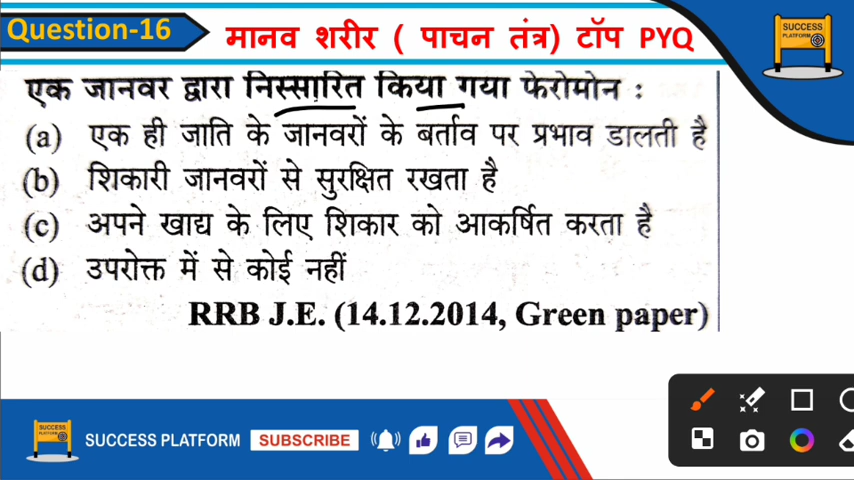 Question-16
मानव शरीर ( पाचन तंत्र) टॉप PYQ
SUCCESS
PLATFORM
एक जानवर द्वारा निस्सारित किया गया फेरोमोन :
(a) एक ही जाति के जानवरों के बर्ताव पर प्रभाव डालती है
(b) शिकारी जानवरों से सुरक्षित रखता है
(c) अपने खाद्य के लिए शिकार को आकर्षित करता है
(d) उपरोक्त में से कोई नहीं
RRB J.E. (14.12.2014, Green paper)
SUCCESS
PLATFORM
SUCCESS PLATFORM SUBSCRIBE